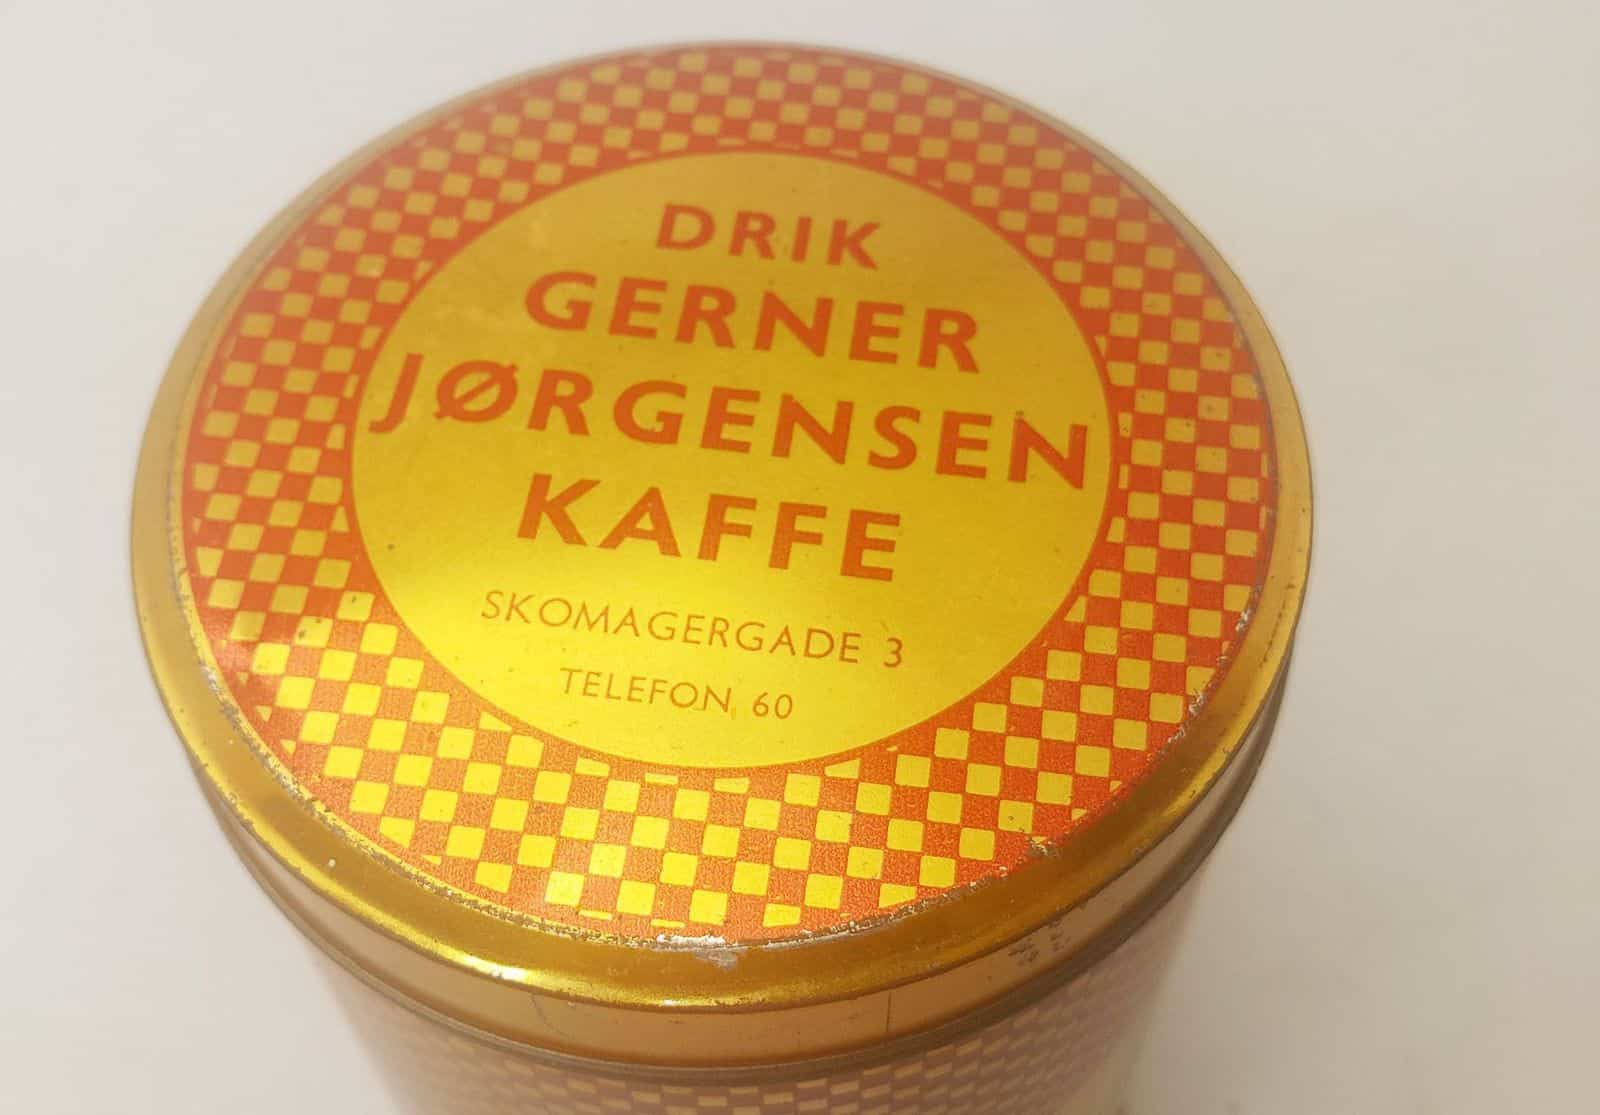 DRIK
GERNER
JØRGENSEN
KAFFE
SKOMAGERGADE 3
TELEFON 60